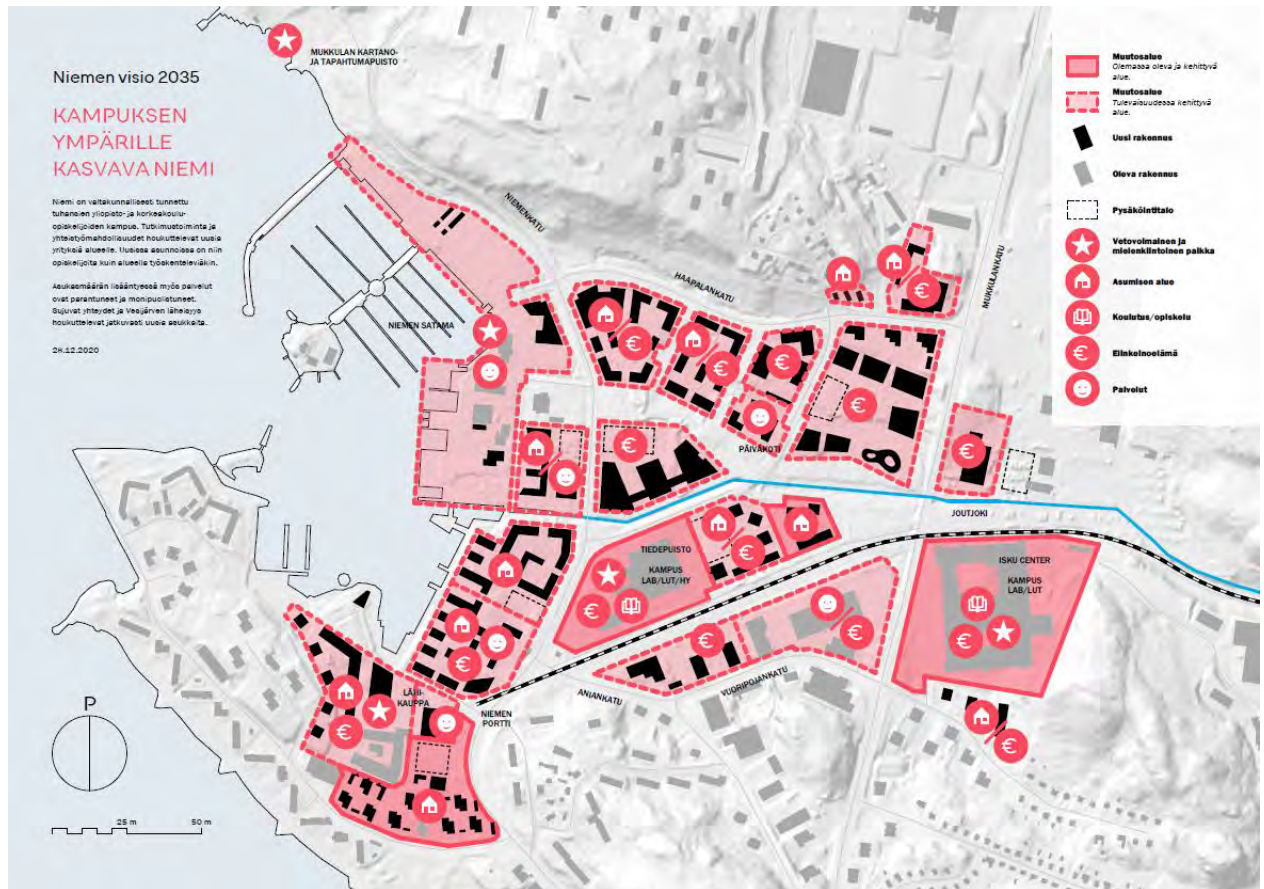 Niemen visio 2035
KAMPUKSEN
YMPÄRILLE
KASVAVA NIEMI
Niemi on valtakunnallisesti tunnettu
tuhansien yliopisto- ja korkeakoulu-
opiskelijoiden kampus. Tutkimustoiminta ja
yhteistyömahdollisuudet houkuttelevat uusia
yrityksiä alueelle. Uusissa asunnoissa on niin
opiskelijoita kuin alueella työskenteleviäkin.
Asukasmäärän lisääntyessä myös palvelut
ovat parantuneet ja monipuolistuneet.
Sujuvat yhteydet ja Vesijärven läheisyys
houkuttelevat jatkuvasti uusia asukkaita.
28.12.2020
MUKKULAN KARTANO-
JA TAPAHTUMAPUISTO
NIEMENKATU
HAAPALANKATU
MUKKULANKATU
NIEMEN SATAMA
PÄIVÄKOTI
JOUTJOKI
TIEDEPUISTO
KAMPUS
LAB/LUT/HY
ISKU CENTER
KAMPUS
LAB/LUT
ANIANKATU
VUORIPOJANKATU
LÄHI-
KAUPPA
NIEMEN
PORTTI
P
25 m
50 m
Muutosalue
Olemassa oleva ja kehittyvä
alue.
Muutosalue
Tulevaisuudessa kehittyvä
alue.
Uusi rakennus
Oleva rakennus
Pysäköintitalo
Vetovoimainen ja
mielenkiintoinen paikka
Asumisen alue
Koulutus/opiskelu
Elinkeinoelämä
Palvelut